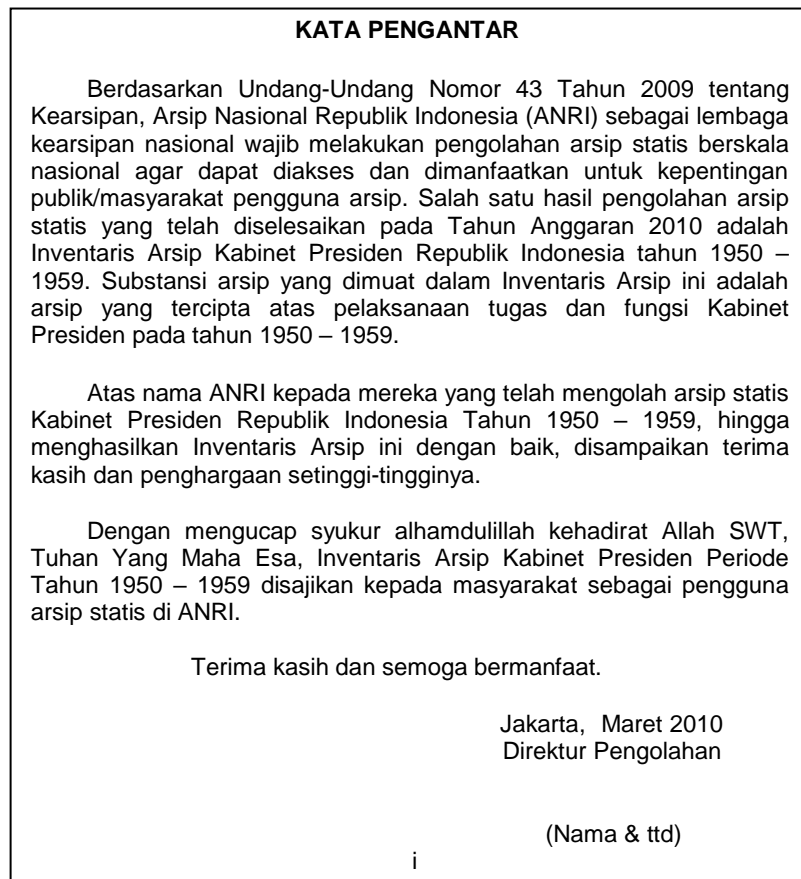 KATA PENGANTAR
Berdasarkan Undang-Undang Nomor 43 Tahun 2009 tentang
Kearsipan, Arsip Nasional Republik Indonesia (ANRI) sebagai lembaga
kearsipan nasional wajib melakukan pengolahan arsip statis berskala
nasional agar dapat diakses dan dimanfaatkan untuk kepentingan
publik/masyarakat pengguna arsip. Salah satu hasil pengolahan arsip
statis yang telah diselesaikan pada Tahun Anggaran 2010 adalah
Inventaris Arsip Kabinet Presiden Republik Indonesia tahun 1950 –
1959. Substansi arsip yang dimuat dalam Inventaris Arsip ini adalah
arsip yang tercipta atas pelaksanaan tugas dan fungsi Kabinet
Presiden pada tahun 1950 – 1959.
Atas nama ANRI kepada mereka yang telah mengolah arsip statis
Kabinet Presiden Republik Indonesia Tahun 1950 – 1959, hingga
menghasilkan Inventaris Arsip ini dengan baik, disampaikan terima
kasih dan penghargaan setinggi-tingginya.
Dengan mengucap syukur alhamdulillah kehadirat Allah SWT,
Tuhan Yang Maha Esa, Inventaris Arsip Kabinet Presiden Periode
Tahun 1950 – 1959 disajikan kepada masyarakat sebagai pengguna
arsip statis di ANRI.
Terima kasih dan semoga bermanfaat.
Jakarta, Maret 2010
Direktur Pengolahan
(Nama & ttd)
i